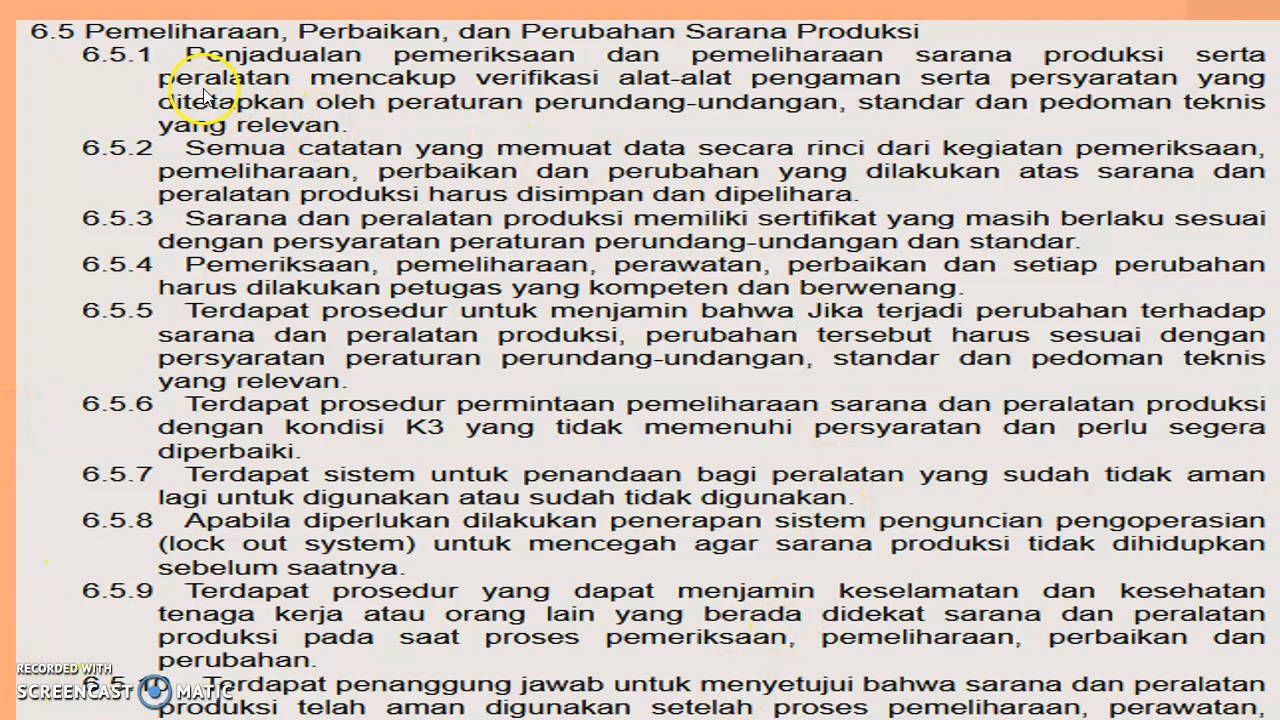 6.5 Pemeliharaan, Perbaikan, dan Perubahan Sarana Produksi
6.5.1 Penjadualan pemeriksaan dan pemeliharaan sarana produksi serta
peralatan mencakup verifikasi alat-alat pengaman serta persyaratan yang
ditetapkan oleh peraturan perundang-undangan, standar dan pedoman teknis
yang relevan.
6.5.2 Semua catatan yang memuat data secara rinci dari kegiatan pemeriksaan,
pemeliharaan, perbaikan dan perubahan yang dilakukan atas sarana dan
peralatan produksi harus disimpan dan dipelihara.
6.5.3 Sarana dan peralatan produksi memiliki sertifikat yang masih berlaku sesuai
dengan persyaratan peraturan perundang-undangan dan standar.
6.5.4 Pemeriksaan, pemeliharaan, perawatan, perbaikan dan setiap perubahan
harus dilakukan petugas yang kompeten dan berwenang.
6.5.5 Terdapat prosedur untuk menjamin bahwa Jika terjadi perubahan terhadap
sarana dan peralatan produksi, perubahan tersebut harus sesuai dengan
persyaratan peraturan perundang-undangan, standar dan pedoman teknis
yang relevan.
6.5.6 Terdapat prosedur permintaan pemeliharaan sarana dan peralatan produksi
dengan kondisi K3 yang tidak memenuhi persyaratan dan perlu segera
diperbaiki.
6.5.7 Terdapat sistem untuk penandaan bagi peralatan yang sudah tidak aman
lagi untuk digunakan atau sudah tidak digunakan.
6.5.8 Apabila diperlukan dilakukan penerapan sistem penguncian pengoperasian
(lock out system) untuk mencegah agar sarana produksi tidak dihidupkan
sebelum saatnya.
6.5.9 Terdapat prosedur yang dapat menjamin keselamatan dan kesehatan
tenaga kerja atau orang lain yang berada didekat sarana dan peralatan
produksi pada saat proses pemeriksaan, pemeliharaan, perbaikan dan
perubahan.
RECORDED WITH
SCREENCAST MATIC
6.5.10 Terdapat penanggung jawab untuk menyetujui bahwa sarana dan peralatan
produksi telah aman digunakan setelah proses pemeliharaan, perawatan,